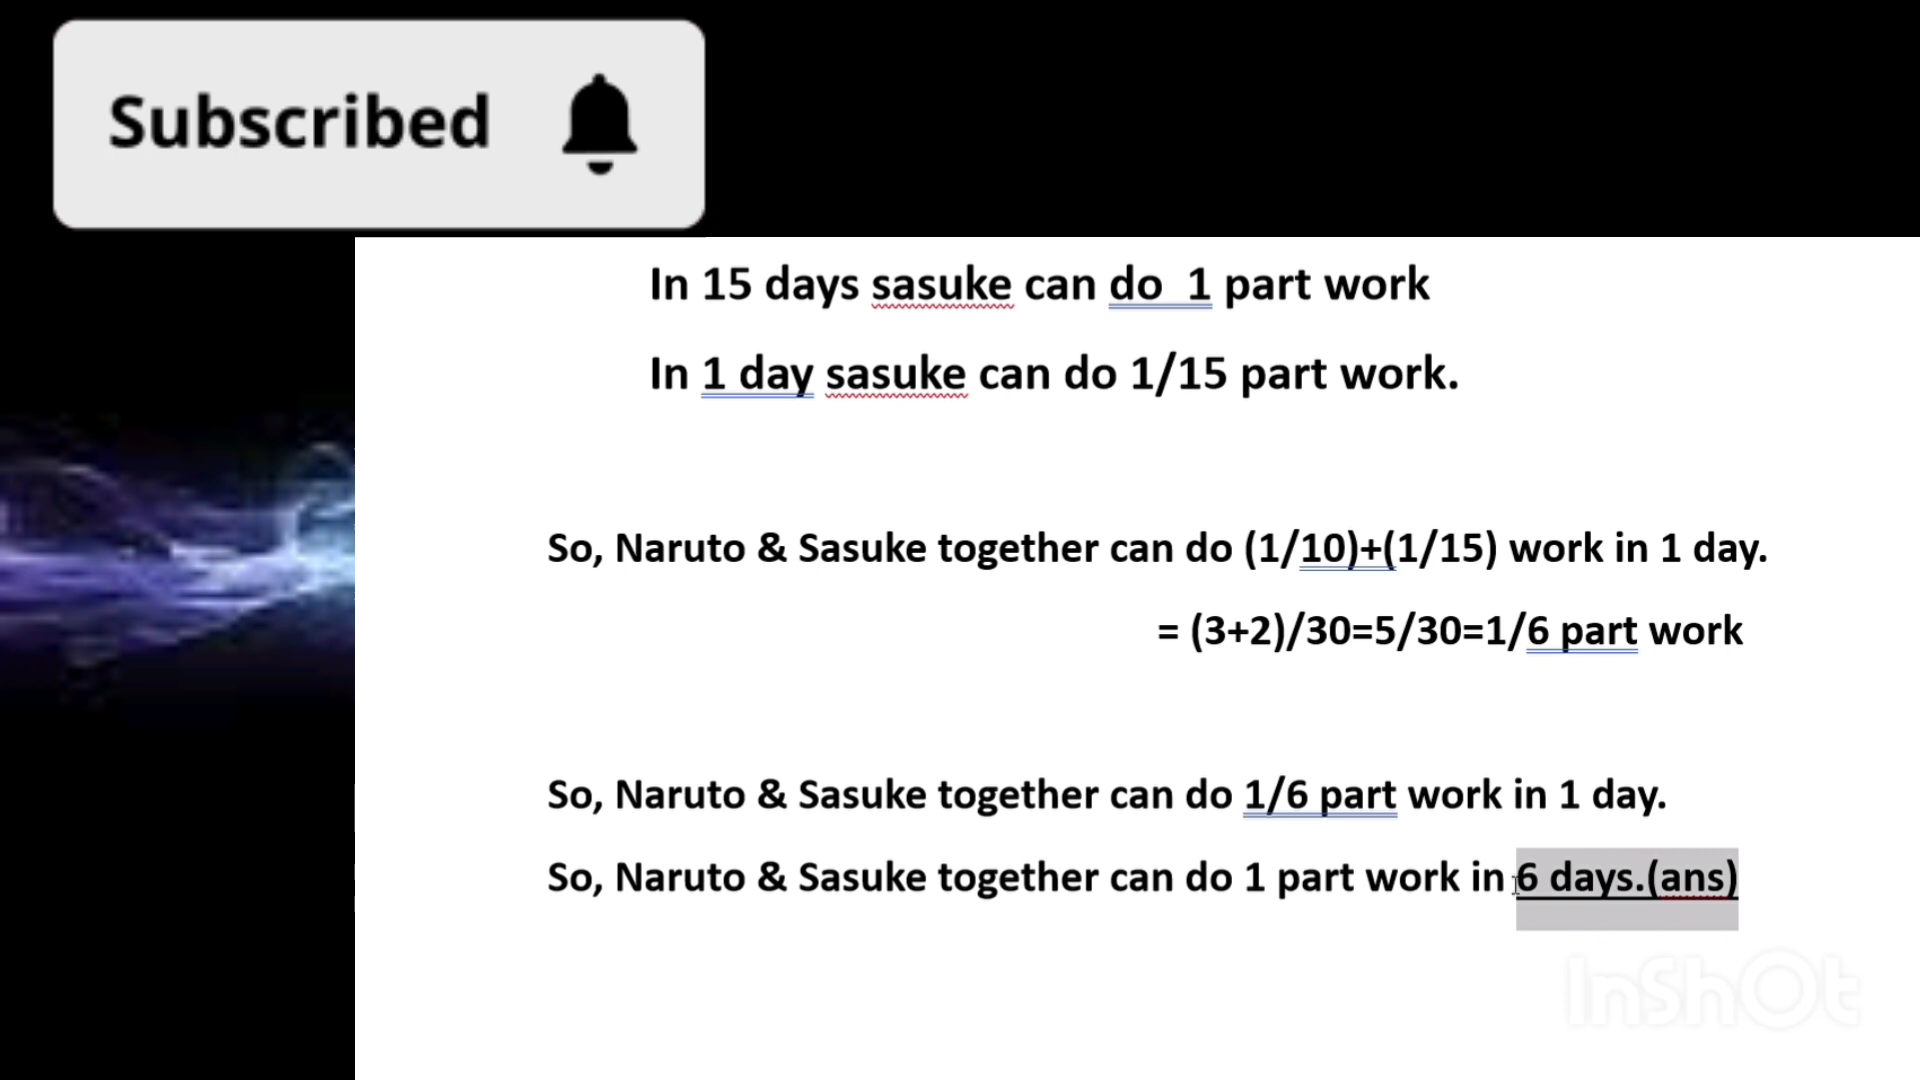 Subscribed
In 15 days sasuke can do  1 part work
In 1 day sasuke can do 1/15 part work.
So, Naruto & Sasuke together can do (1/10)+(1/15) work in 1 day.
= (3+2)/30=5/30=1/6 part work
So, Naruto & Sasuke together can do 1/6 part work in 1 day.
So, Naruto & Sasuke together can do 1 part work in 6 days.(ans)
InShOt